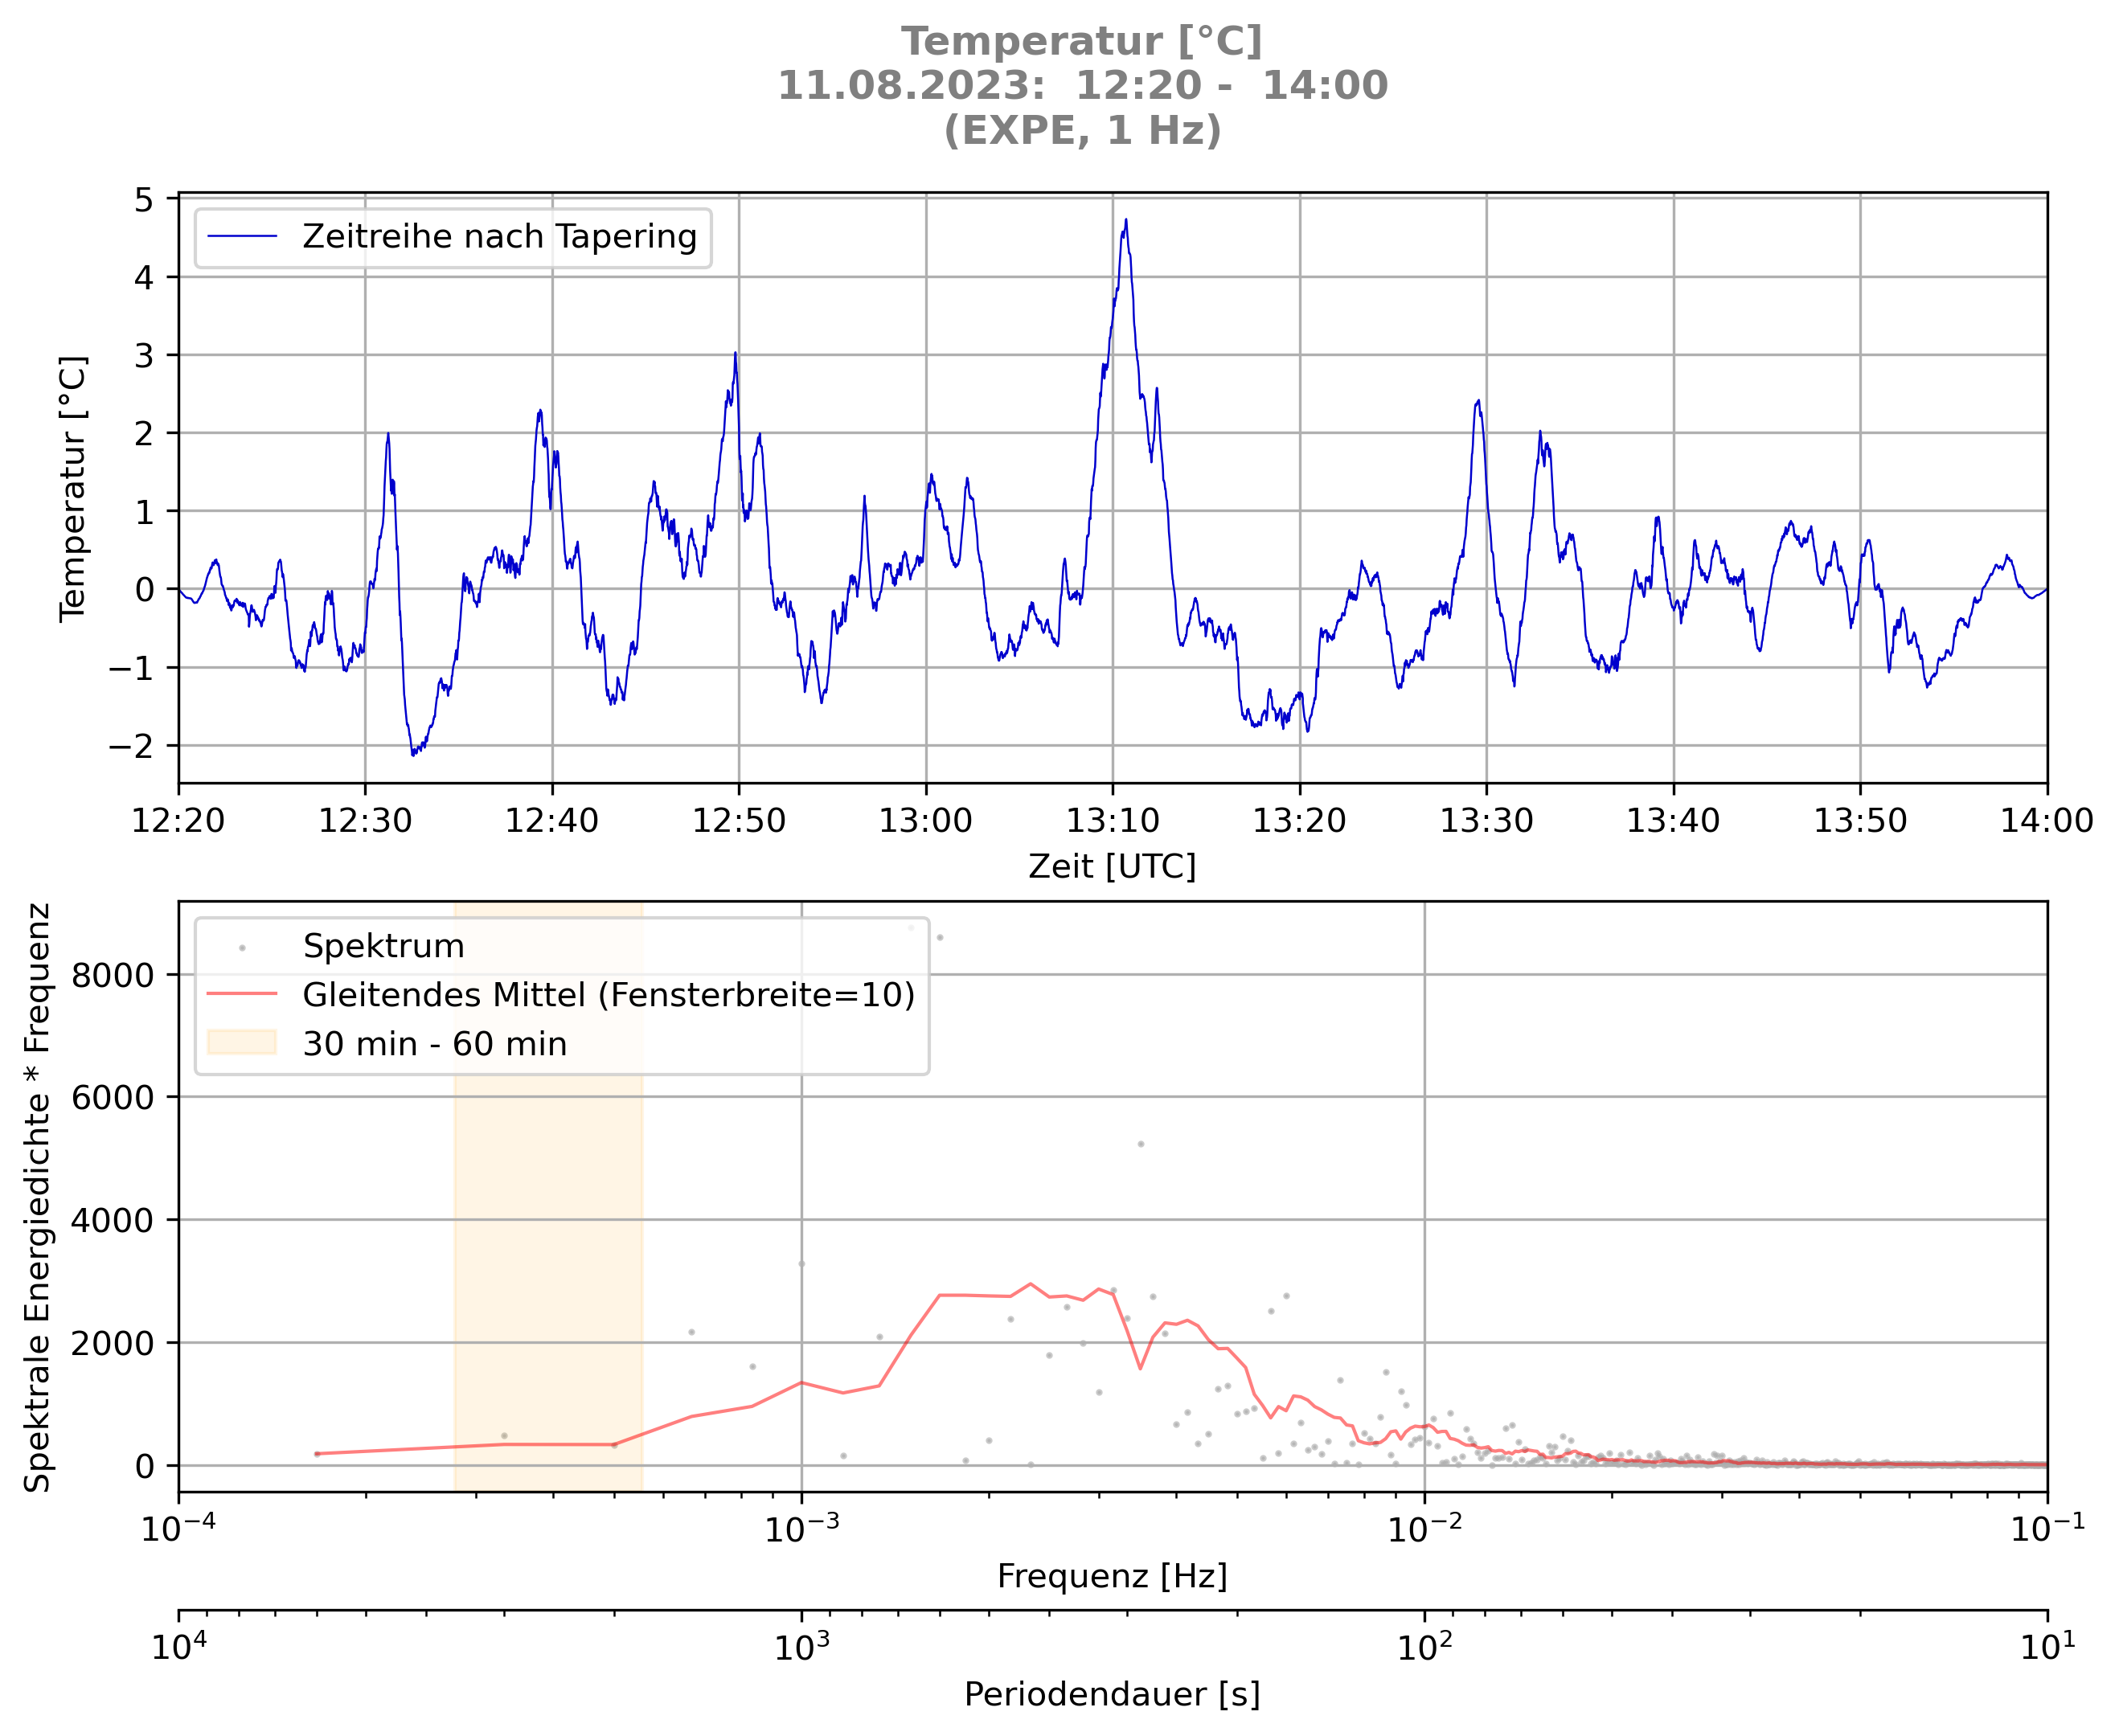 Temperatur [°C]
11.08.2023:  12:20 -  14:00
(EXPE, 1 Hz)
Temperatur [°C]
5
4
3
2
1
0
−1
−2
Zeitreihe nach Tapering
12:20 12:30 12:40 12:50 13:00 13:10 13:20 13:30 13:40 13:50 14:00
Zeit [UTC]
Spektrale Energiedichte * Frequenz
8000
6000
4000
2000
0
Spektrum
Gleitendes Mittel (Fensterbreite=10)
30 min - 60 min
10⁻⁴ 10⁻³ 10⁻² 10⁻¹
Frequenz [Hz]
10⁴ 10³ 10² 10¹
Periodendauer [s]